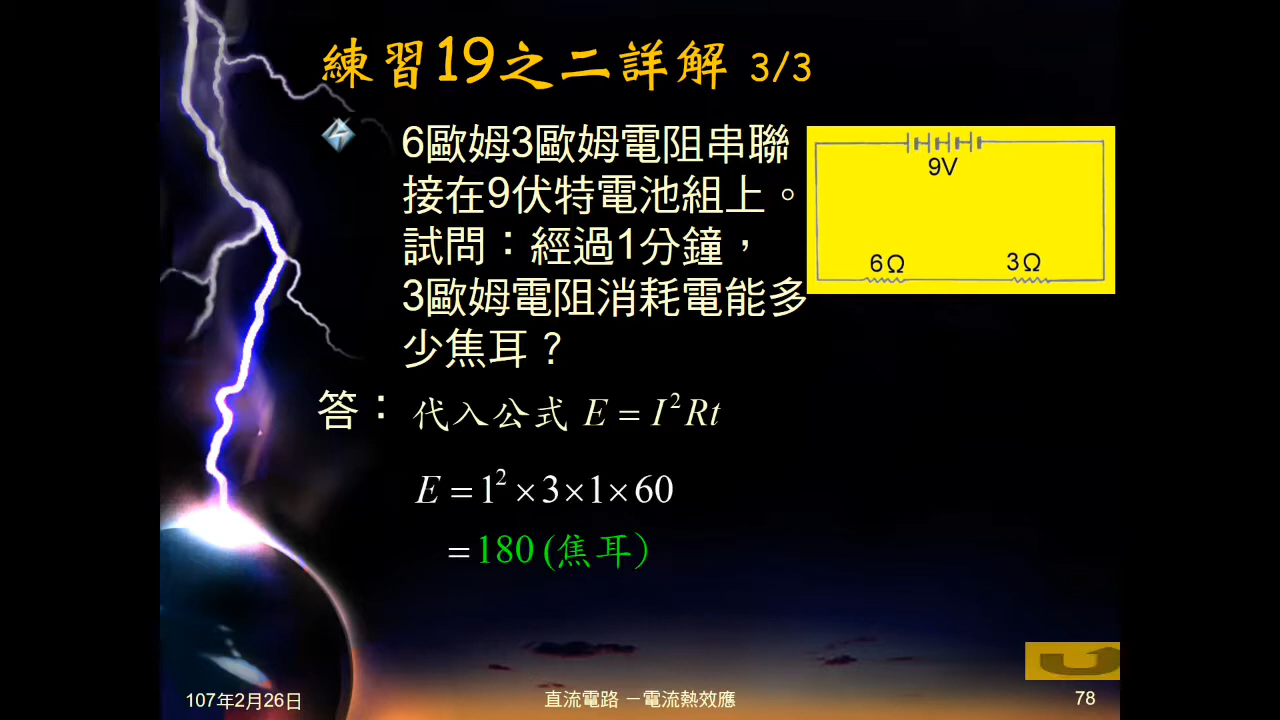 練習19之二詳解 3/3
6歐姆3歐姆電阻串聯
接在9伏特電池組上。
試問：經過1分鐘，
3歐姆電阻消耗電能多
少焦耳？
9V
6Ω 3Ω
答：代入公式 E = I²Rt
E = 1² × 3 × 1 × 60
= 180 (焦耳)
107年2月26日 直流電路 －電流熱效應 78